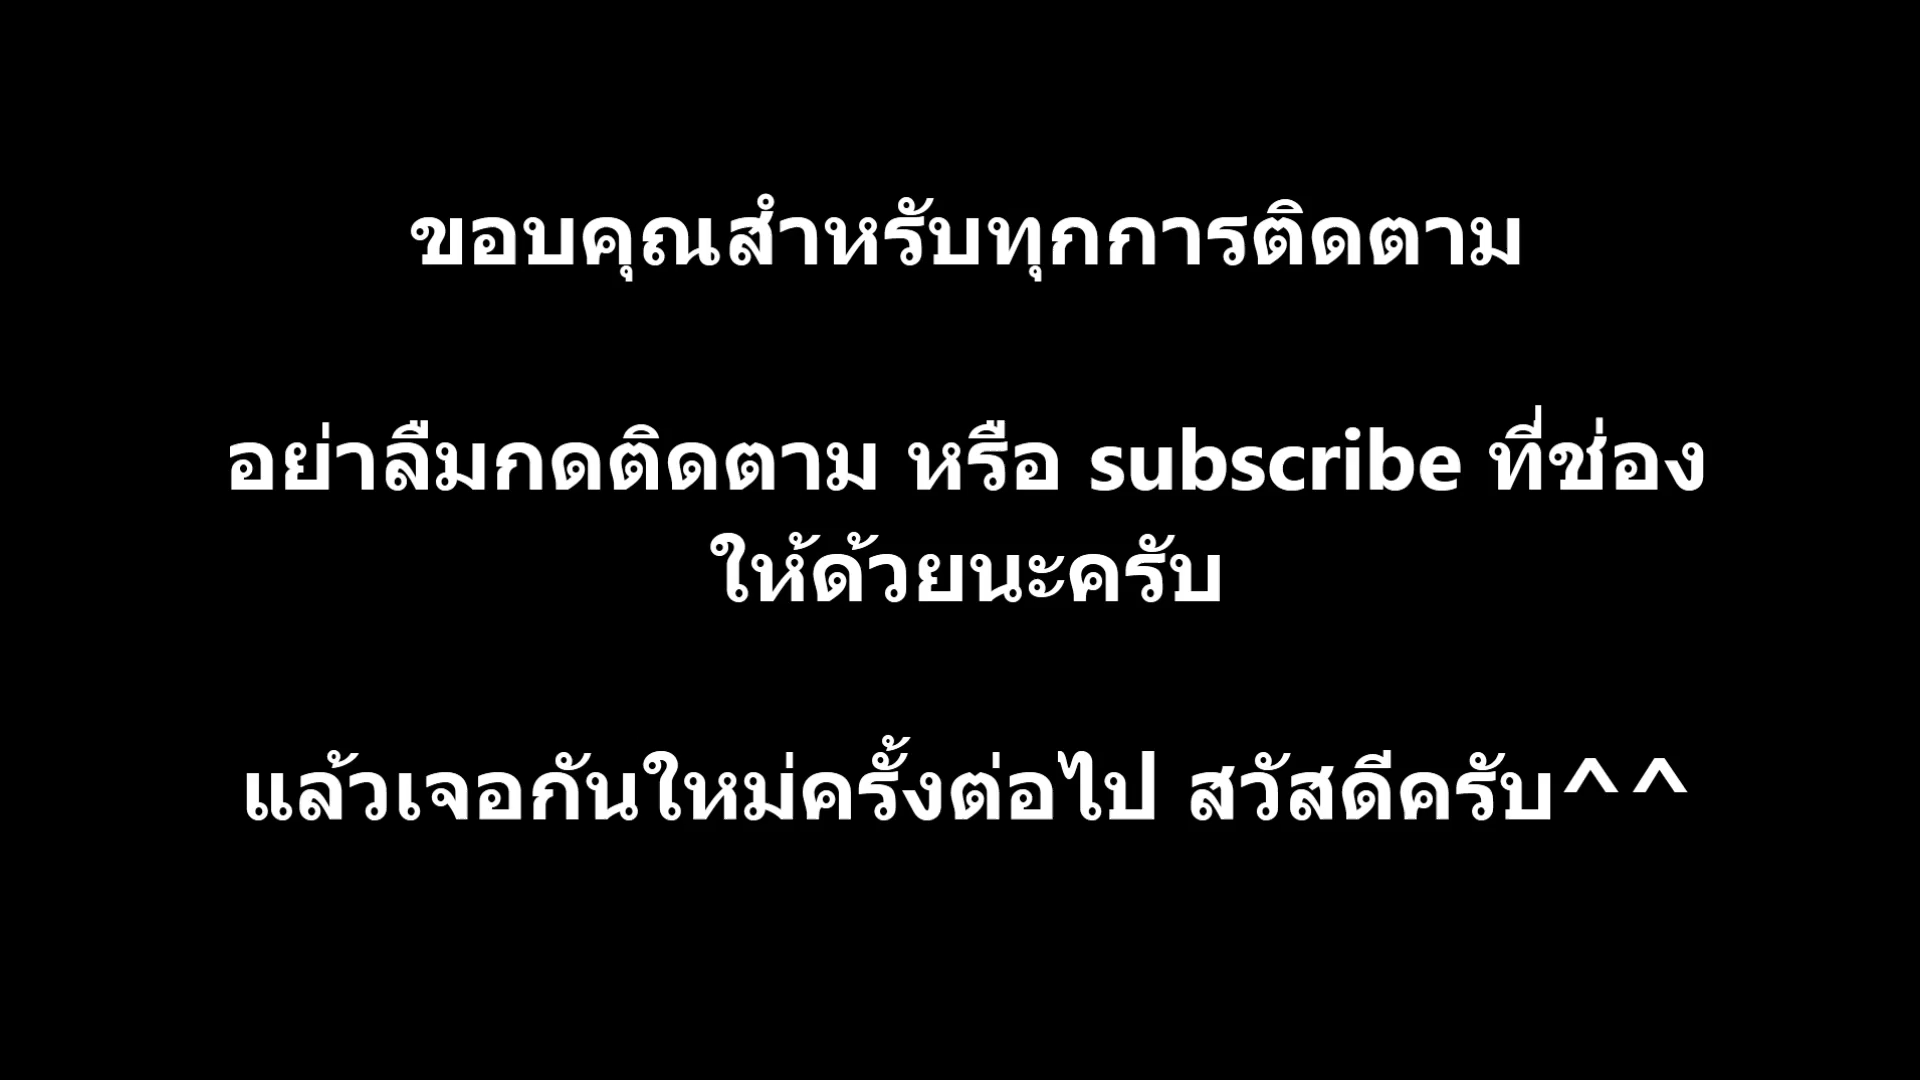 ขอบคุณสำหรับทุกการติดตาม
อย่าลืมกดติดตาม หรือ subscribe ที่ช่อง
ให้ด้วยนะครับ
แล้วเจอกันใหม่ครั้งต่อไป สวัสดีครับ^^